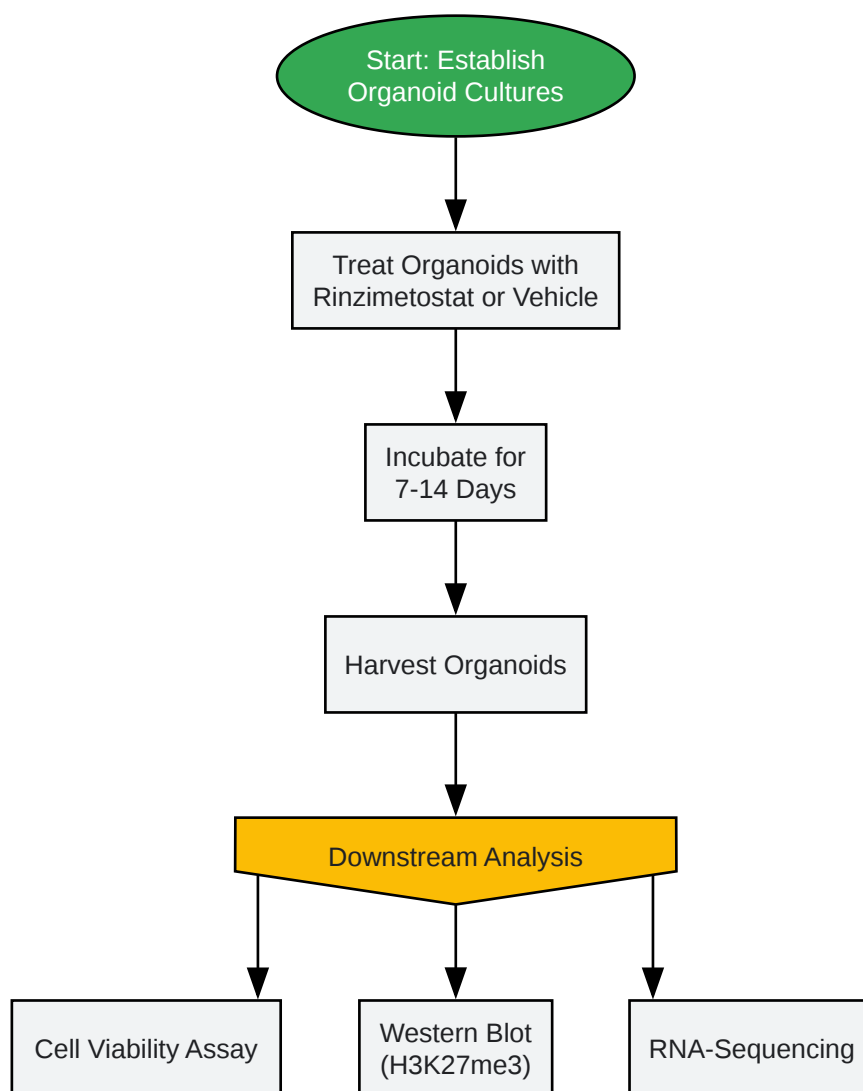 Start: Establish
Organoid Cultures
Treat Organoids with
Rinzimetostat or Vehicle
Incubate for
7-14 Days
Harvest Organoids
Downstream Analysis
Cell Viability Assay
Western Blot
(H3K27me3)
RNA-Sequencing